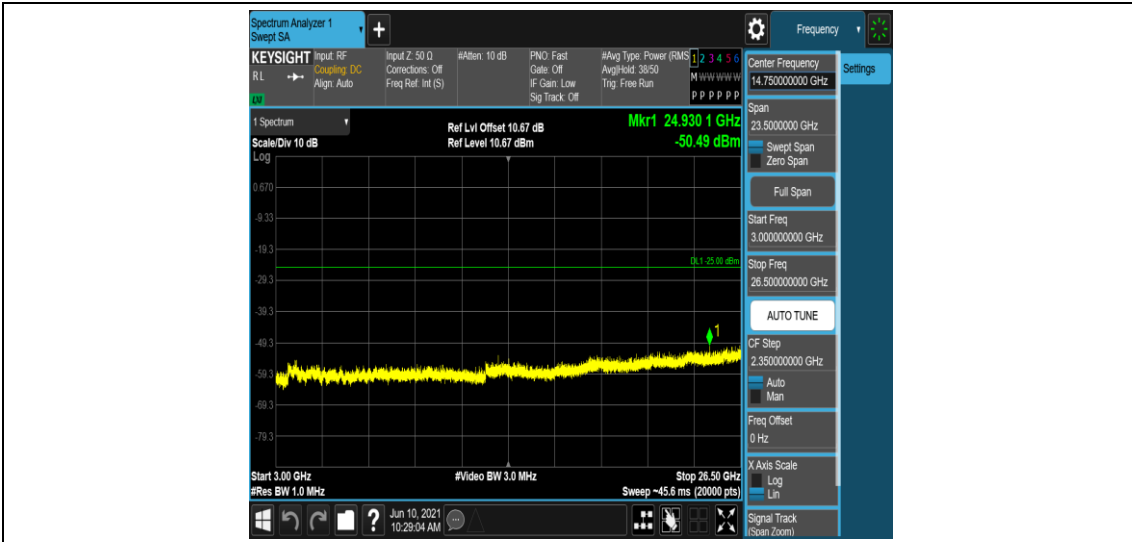 Spectrum Analyzer 1
Swept SA
+
Frequency
KEYSIGHT
RL
LXI
Input: RF
Coupling: DC
Align: Auto
Input Z: 50 Ω
Corrections: Off
Freq Ref: Int (S)
#Atten: 10 dB
PNO: Fast
Gate: Off
IF Gain: Low
Sig Track: Off
#Avg Type: Power (RMS
Avg|Hold: 38/50
Trig: Free Run
1 2 3 4 5 6
M W W W W W
P P P P P P
Center Frequency
14.750000000 GHz
Settings
1 Spectrum
Scale/Div 10 dB
Log
Ref Lvl Offset 10.67 dB
Ref Level 10.67 dBm
Mkr1 24.930 1 GHz
-50.49 dBm
Span
23.5000000 GHz
Swept Span
Zero Span
Full Span
Start Freq
3.000000000 GHz
Stop Freq
26.500000000 GHz
AUTO TUNE
CF Step
2.350000000 GHz
Auto
Man
Freq Offset
0 Hz
X Axis Scale
Log
Lin
Signal Track
(Span Zoom)
0.670
-9.33
-19.3
DL1 -25.00 dBm
-29.3
-39.3
1
-49.3
-59.3
-69.3
-79.3
Start 3.00 GHz
#Res BW 1.0 MHz
#Video BW 3.0 MHz
Stop 26.50 GHz
Sweep ~45.6 ms (20000 pts)
?
Jun 10, 2021
10:29:04 AM